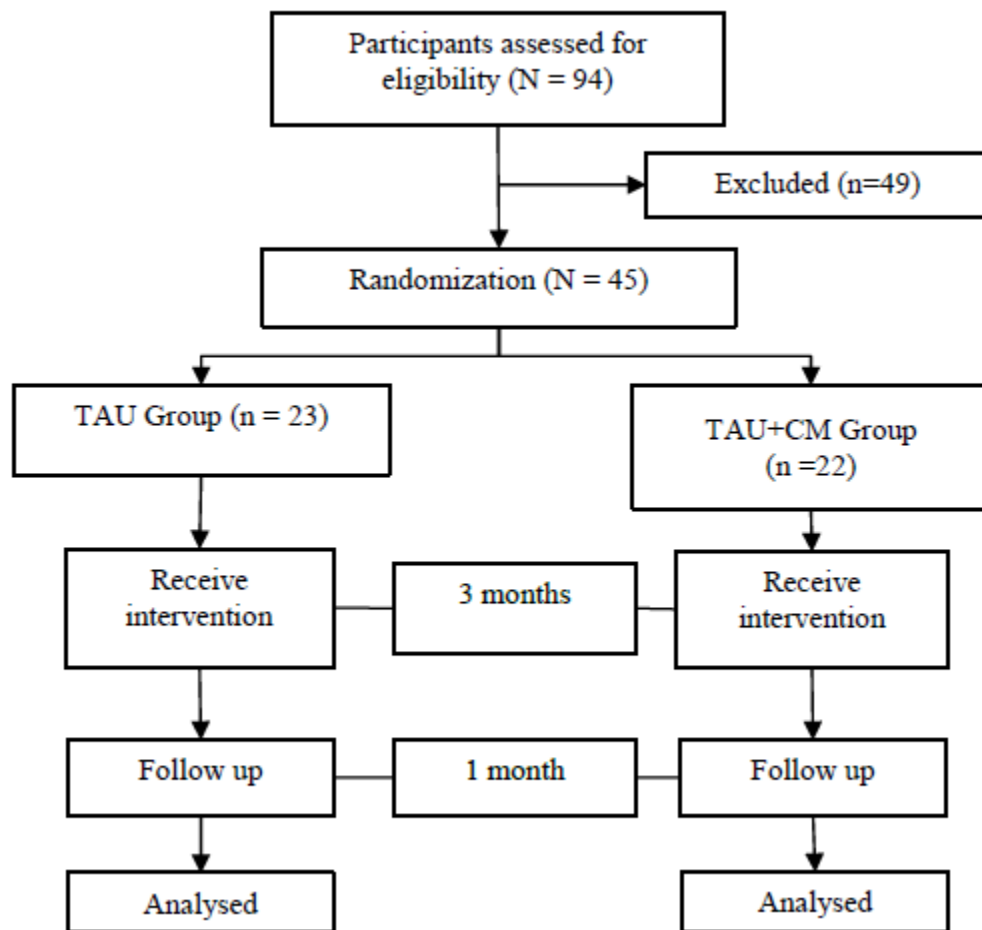 Participants assessed for
eligibility (N = 94)
Excluded (n=49)
Randomization (N = 45)
TAU Group (n = 23)
TAU+CM Group
(n =22)
Receive
intervention
3 months
Receive
intervention
Follow up
1 month
Follow up
Analysed
Analysed